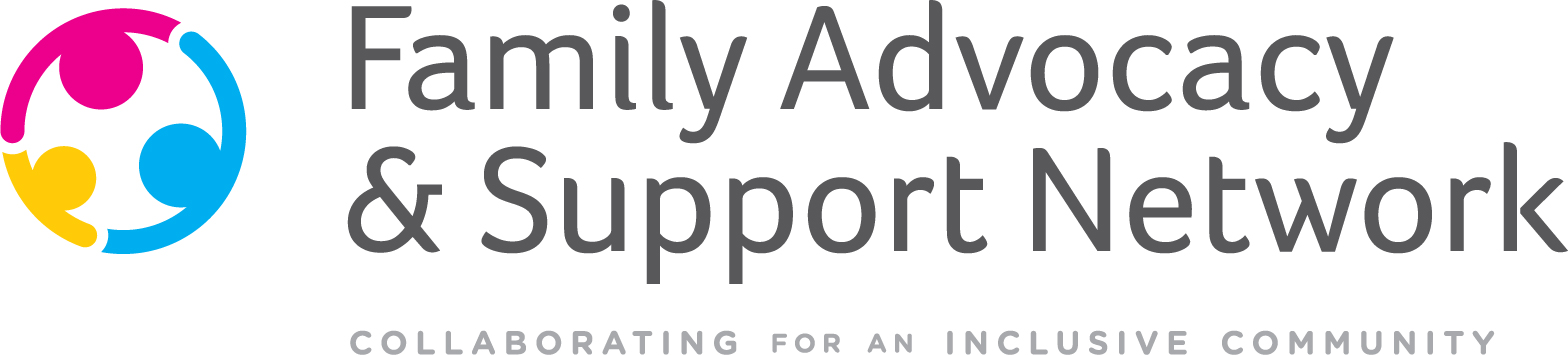 Family Advocacy
& Support Network
COLLABORATING FOR AN INCLUSIVE COMMUNITY